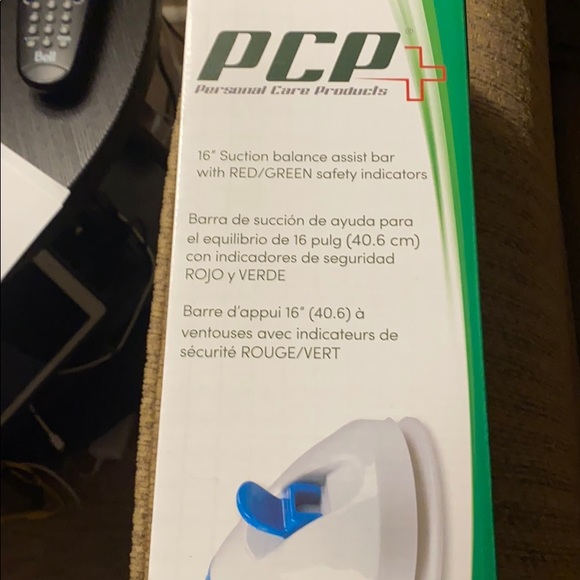 Bell
PCP
Personal Care Products
16" Suction balance assist bar
with RED/GREEN safety indicators
Barra de succión de ayuda para
el equilibrio de 16 pulg (40.6 cm)
con indicadores de seguridad
ROJO y VERDE
Barre d'appui 16" (40.6) à
ventouses avec indicateurs de
sécurité ROUGE/VERT